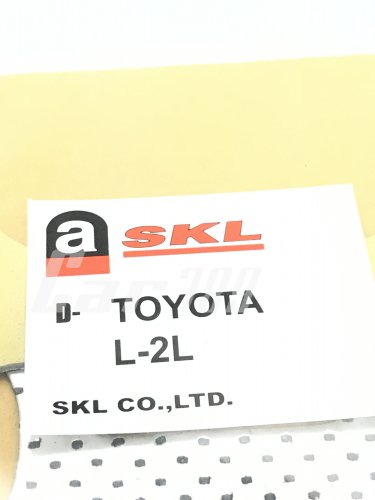 a SKL
D- TOYOTA
L-2L
SKL CO.,LTD.